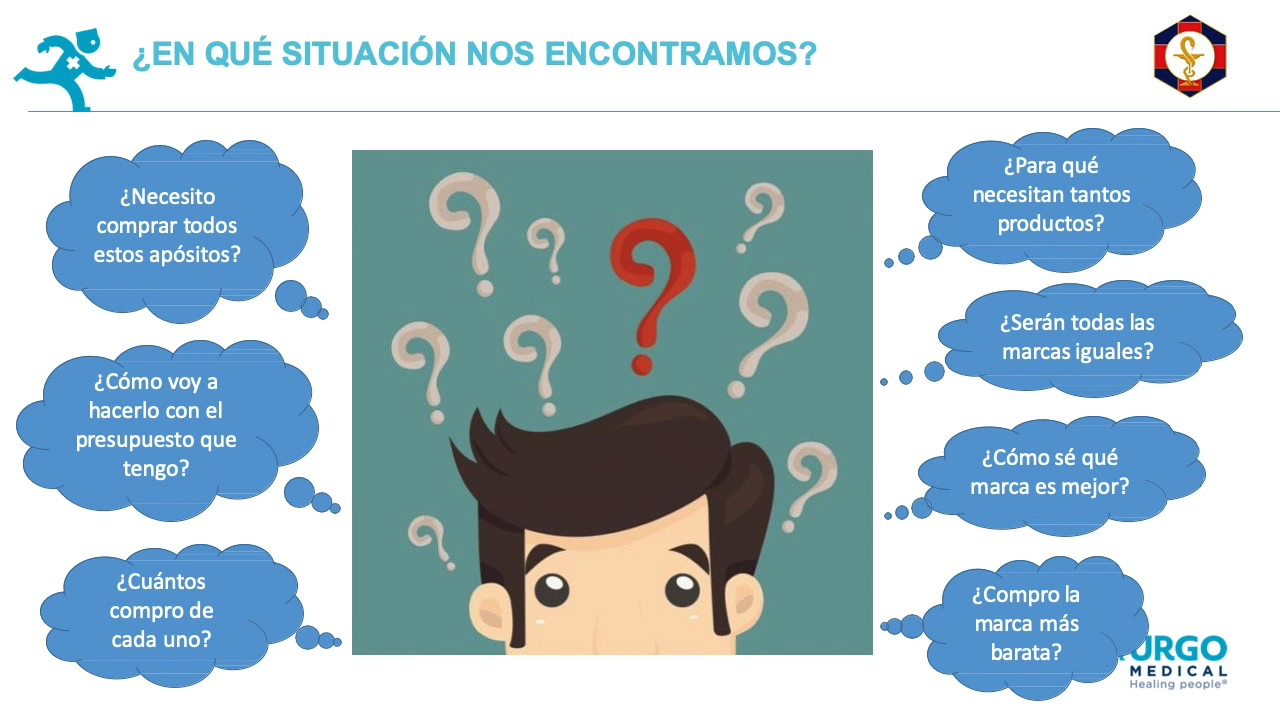 ¿EN QUÉ SITUACIÓN NOS ENCONTRAMOS?
¿Necesito
comprar todos
estos apósitos?
¿Cómo voy a
hacerlo con el
presupuesto que
tengo?
¿Cuántos
compro de
cada uno?
¿Para qué
necesitan tantos
productos?
¿Serán todas las
marcas iguales?
¿Cómo sé qué
marca es mejor?
¿Compro la
marca más
barata?
URGO
MEDICAL
Healing people®